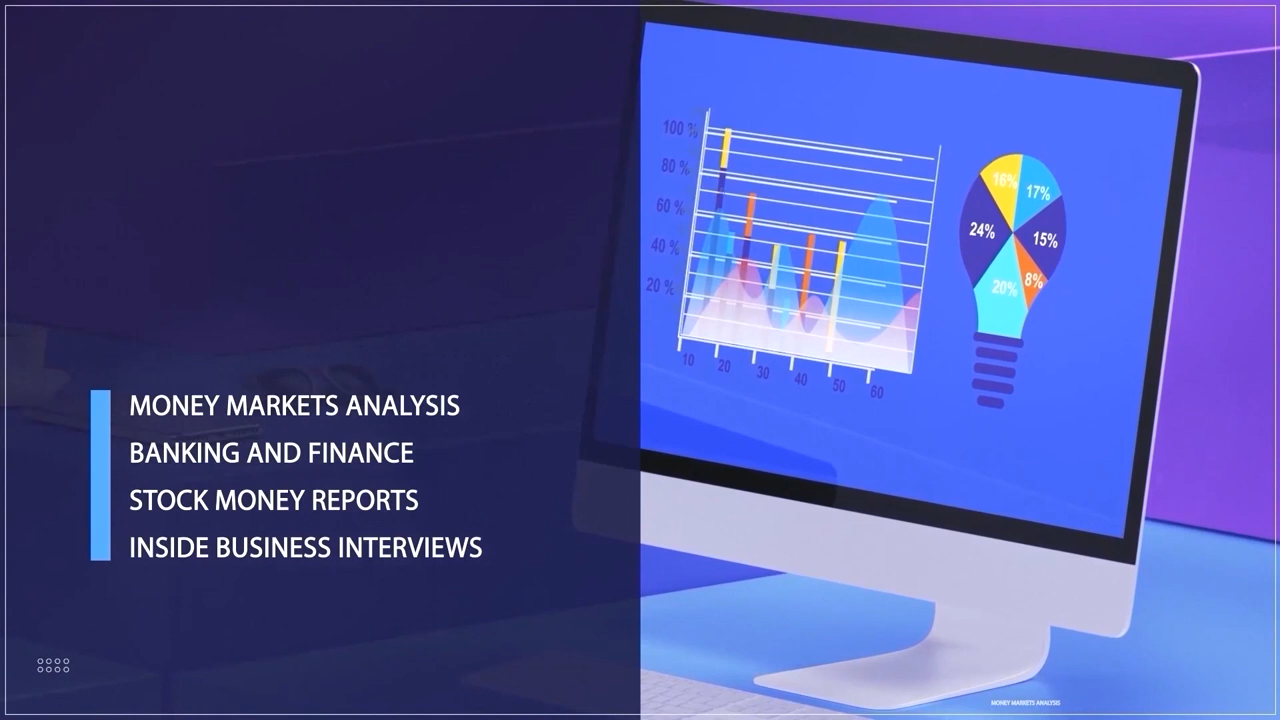 MONEY MARKETS ANALYSIS
BANKING AND FINANCE
STOCK MONEY REPORTS
INSIDE BUSINESS INTERVIEWS
100 %
80 %
60 %
40 %
20 %
10 20 30 40 50 60
16% 17%
24% 15%
20% 8%
MONEY MARKETS ANALYSIS